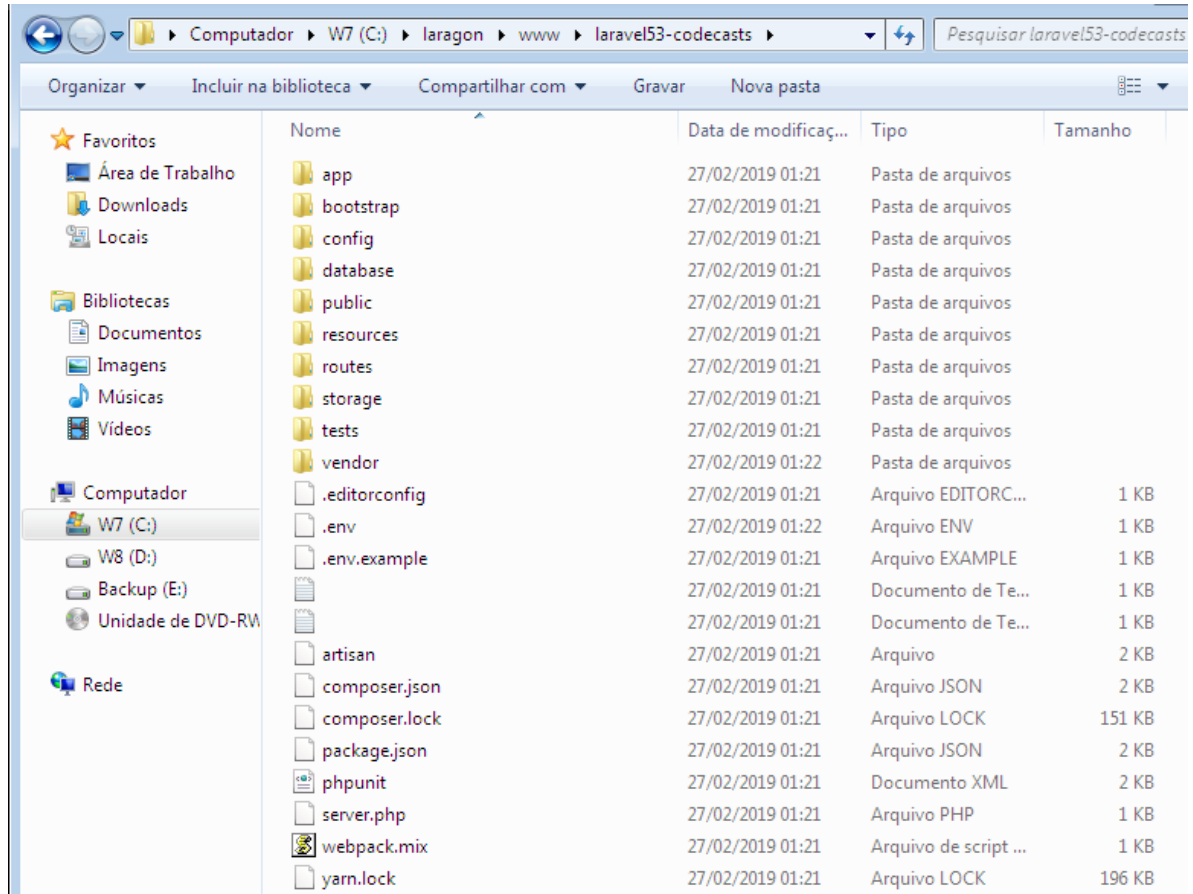 Computador W7 (C:) laragon www laravel53-codecasts Pesquisar laravel53-codecasts
Organizar Incluir na biblioteca Compartilhar com Gravar Nova pasta
Favoritos
Área de Trabalho
Downloads
Locais
Bibliotecas
Documentos
Imagens
Músicas
Vídeos
Computador
W7 (C:)
W8 (D:)
Backup (E:)
Unidade de DVD-RW
Rede
Nome Data de modificaç... Tipo Tamanho
app 27/02/2019 01:21 Pasta de arquivos
bootstrap 27/02/2019 01:21 Pasta de arquivos
config 27/02/2019 01:21 Pasta de arquivos
database 27/02/2019 01:21 Pasta de arquivos
public 27/02/2019 01:21 Pasta de arquivos
resources 27/02/2019 01:21 Pasta de arquivos
routes 27/02/2019 01:21 Pasta de arquivos
storage 27/02/2019 01:21 Pasta de arquivos
tests 27/02/2019 01:21 Pasta de arquivos
vendor 27/02/2019 01:22 Pasta de arquivos
.editorconfig 27/02/2019 01:21 Arquivo EDITORC... 1 KB
.env 27/02/2019 01:22 Arquivo ENV 1 KB
.env.example 27/02/2019 01:21 Arquivo EXAMPLE 1 KB
27/02/2019 01:21 Documento de Te... 1 KB
27/02/2019 01:21 Documento de Te... 1 KB
artisan 27/02/2019 01:21 Arquivo 2 KB
composer.json 27/02/2019 01:21 Arquivo JSON 2 KB
composer.lock 27/02/2019 01:21 Arquivo LOCK 151 KB
package.json 27/02/2019 01:21 Arquivo JSON 2 KB
phpunit 27/02/2019 01:21 Documento XML 2 KB
server.php 27/02/2019 01:21 Arquivo PHP 1 KB
webpack.mix 27/02/2019 01:21 Arquivo de script ... 1 KB
yarn.lock 27/02/2019 01:21 Arquivo LOCK 196 KB